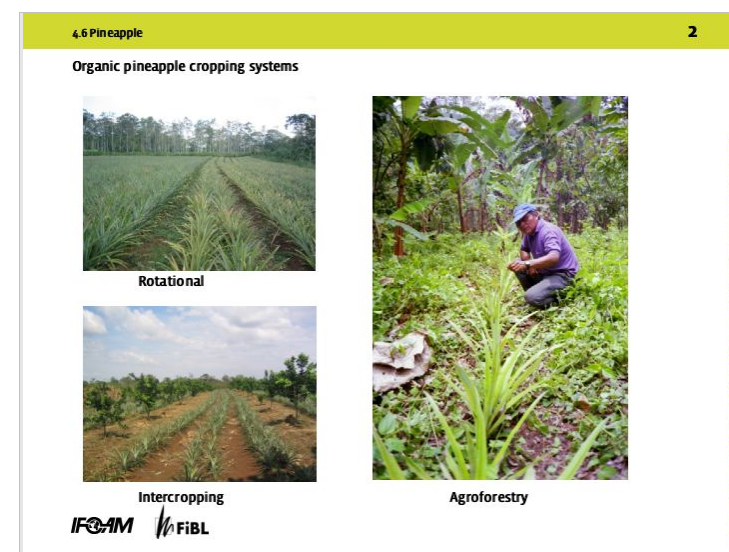 4.6 Pineapple
2
Organic pineapple cropping systems
Rotational
Intercropping
Agroforestry
IFOAM
FiBL